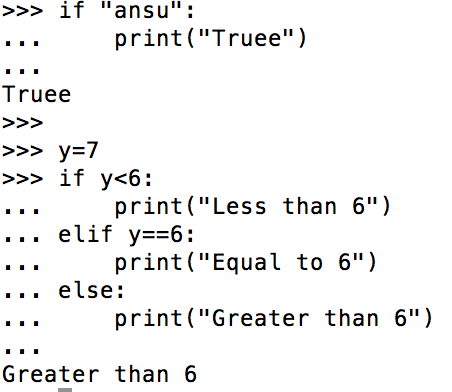 >>> if "ansu":
...     print("Truee")
...
Truee
>>>
>>> y=7
>>> if y<6:
...     print("Less than 6")
... elif y==6:
...     print("Equal to 6")
... else:
...     print("Greater than 6")
...
Greater than 6